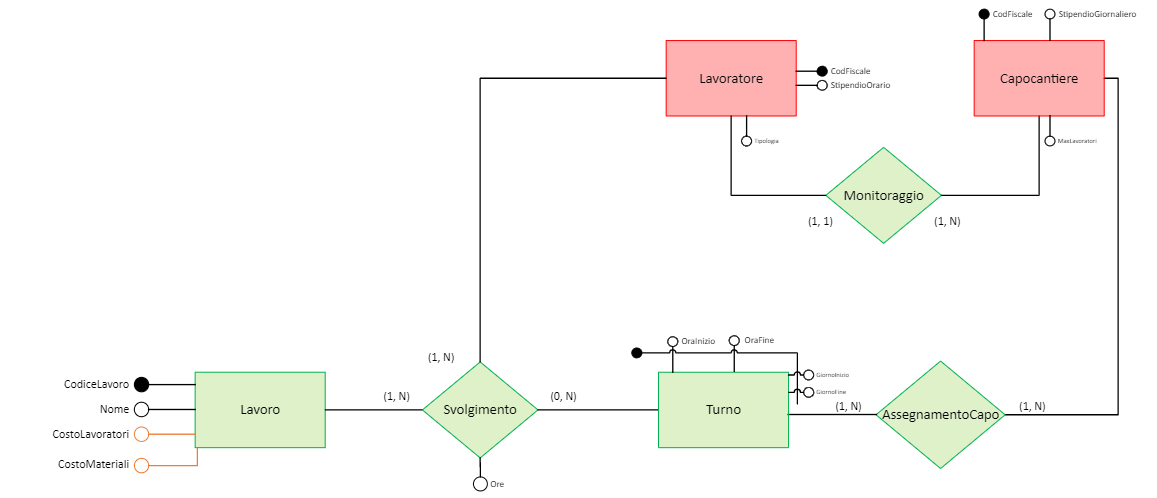 CodFiscale
StipendioGiornaliero
Lavoratore
CodFiscale
StipendioOrario
Capocantiere
Tipologia
MaxLavoratori
Monitoraggio
(1, 1)
(1, N)
OraInizio
OraFine
(1, N)
CodiceLavoro
Nome
CostoLavoratori
CostoMateriali
Lavoro
(1, N)
Svolgimento
(0, N)
Turno
GiornoInizio
GiornoFine
(1, N)
AssegnamentoCapo
(1, N)
Ore